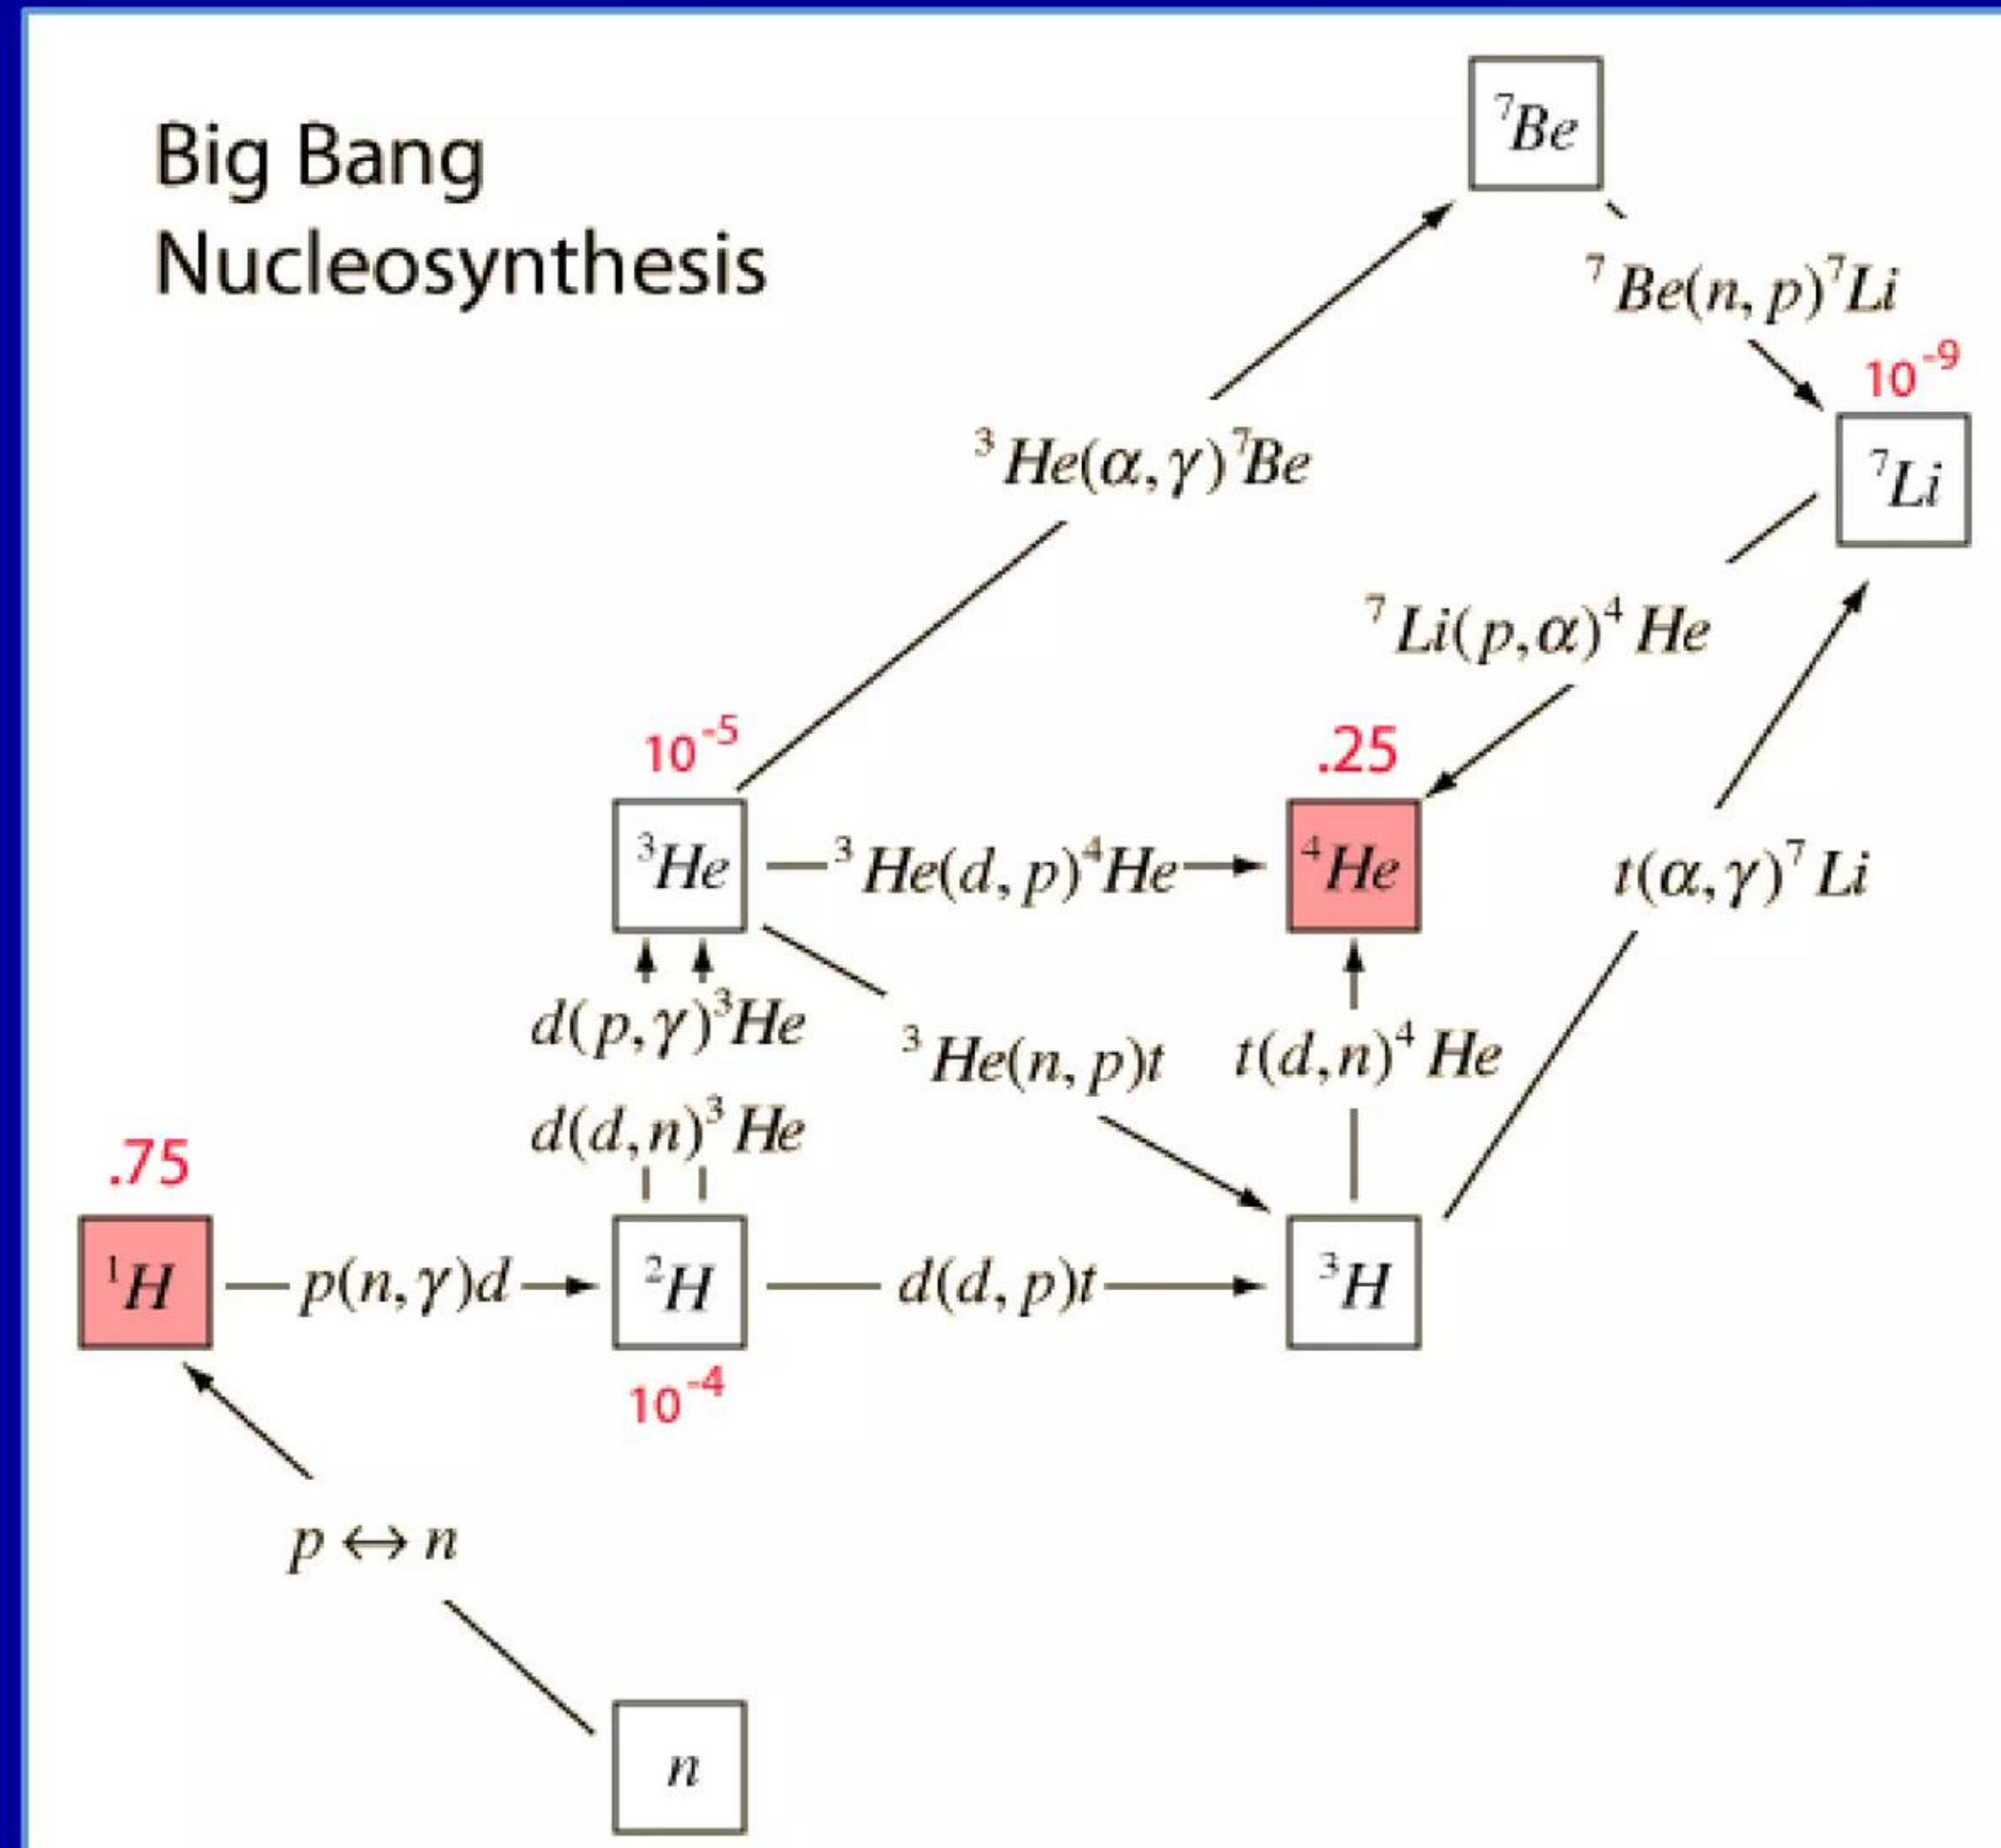 Big Bang
Nucleosynthesis
⁷Be
⁷Be(n, p)⁷Li
10⁻⁹
⁷Li
³He(α, γ)⁷Be
⁷Li(p, α)⁴He
10⁻⁵
.25
³He
³He(d, p)⁴He
⁴He
t(α, γ)⁷Li
d(p, γ)³He
³He(n, p)t
t(d, n)⁴He
d(d, n)³He
.75
¹H
p(n, γ)d
²H
d(d, p)t
³H
10⁻⁴
p ↔ n
n